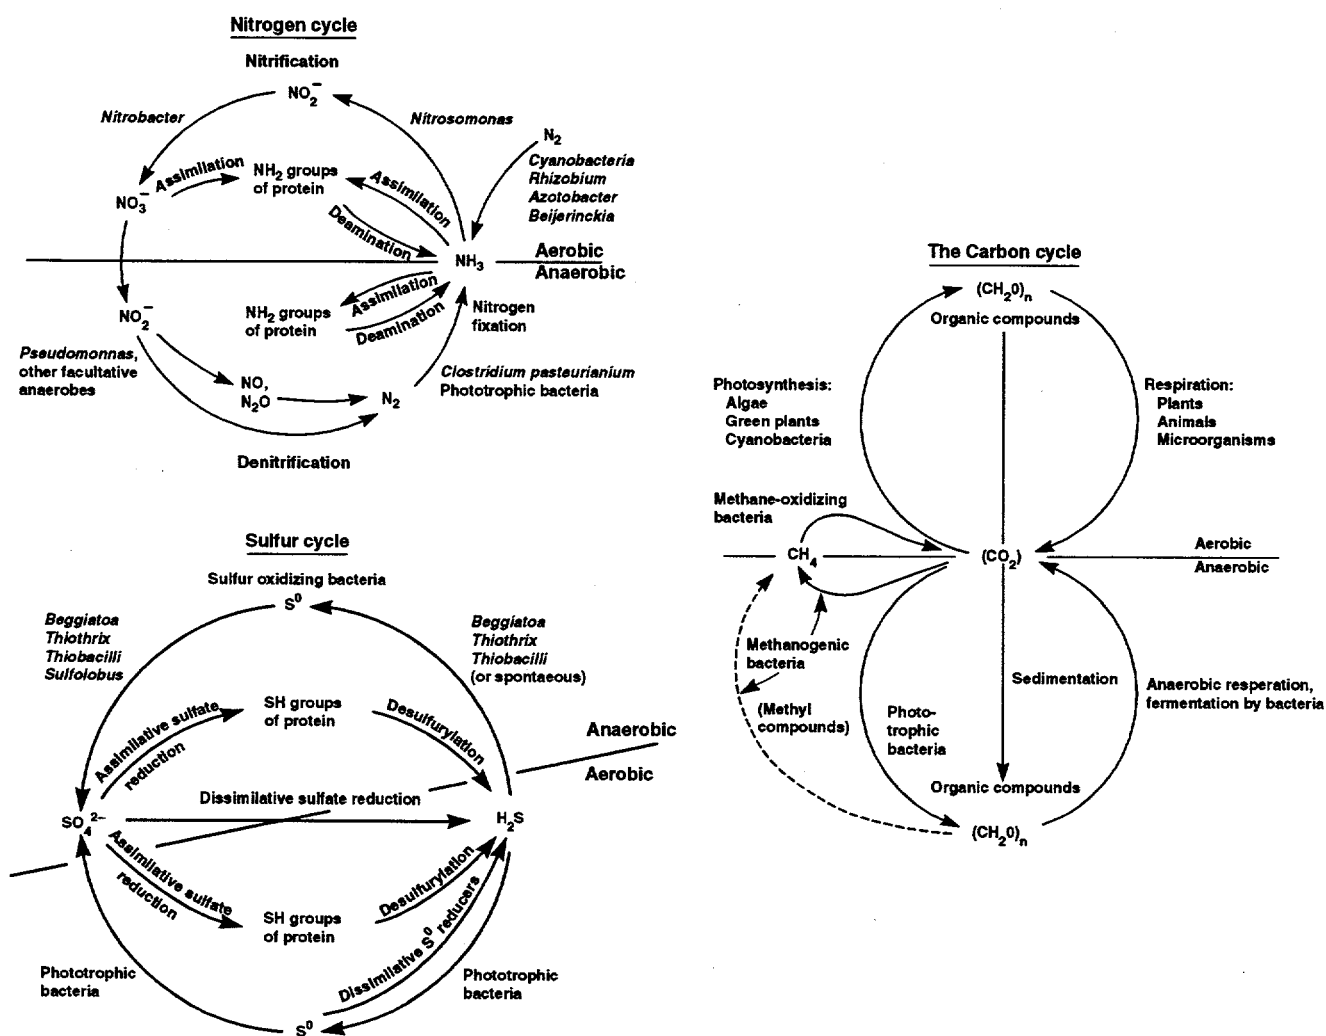 Nitrogen cycle
Nitrification
NO₂⁻
Nitrobacter
Nitrosomonas
N₂
Cyanobacteria
Rhizobium
Azotobacter
Beijerinckia
Assimilation
NH₂ groups
of protein
Assimilation
NO₃⁻
Deamination
NH₃
Aerobic
Anaerobic
NO₂⁻
NH₂ groups
of protein
Assimilation
Deamination
Nitrogen
fixation
Pseudomonnas,
other facultative
anaerobes
NO,
N₂O
N₂
Clostridium pasteurianium
Phototrophic bacteria
Denitrification
Sulfur cycle
Sulfur oxidizing bacteria
S⁰
Beggiatoa
Thiothrix
Thiobacilli
Sulfolobus
Beggiatoa
Thiothrix
Thiobacilli
(or spontaeous)
Assimilative sulfate
reduction
SH groups
of protein
Desulfurylation
Anaerobic
Aerobic
Dissimilative sulfate reduction
SO₄²⁻
H₂S
Assimilative sulfate
reduction
SH groups
of protein
Desulfurylation
Dissimilative S⁰ reducers
Phototrophic
bacteria
Phototrophic
bacteria
S⁰
The Carbon cycle
(CH₂0)ₙ
Organic compounds
Photosynthesis:
Algae
Green plants
Cyanobacteria
Respiration:
Plants
Animals
Microorganisms
Methane-oxidizing
bacteria
CH₄
(CO₂)
Aerobic
Anaerobic
Methanogenic
bacteria
(Methyl
compounds)
Photo-
trophic
bacteria
Sedimentation
Anaerobic resperation,
fermentation by bacteria
Organic compounds
(CH₂0)ₙ